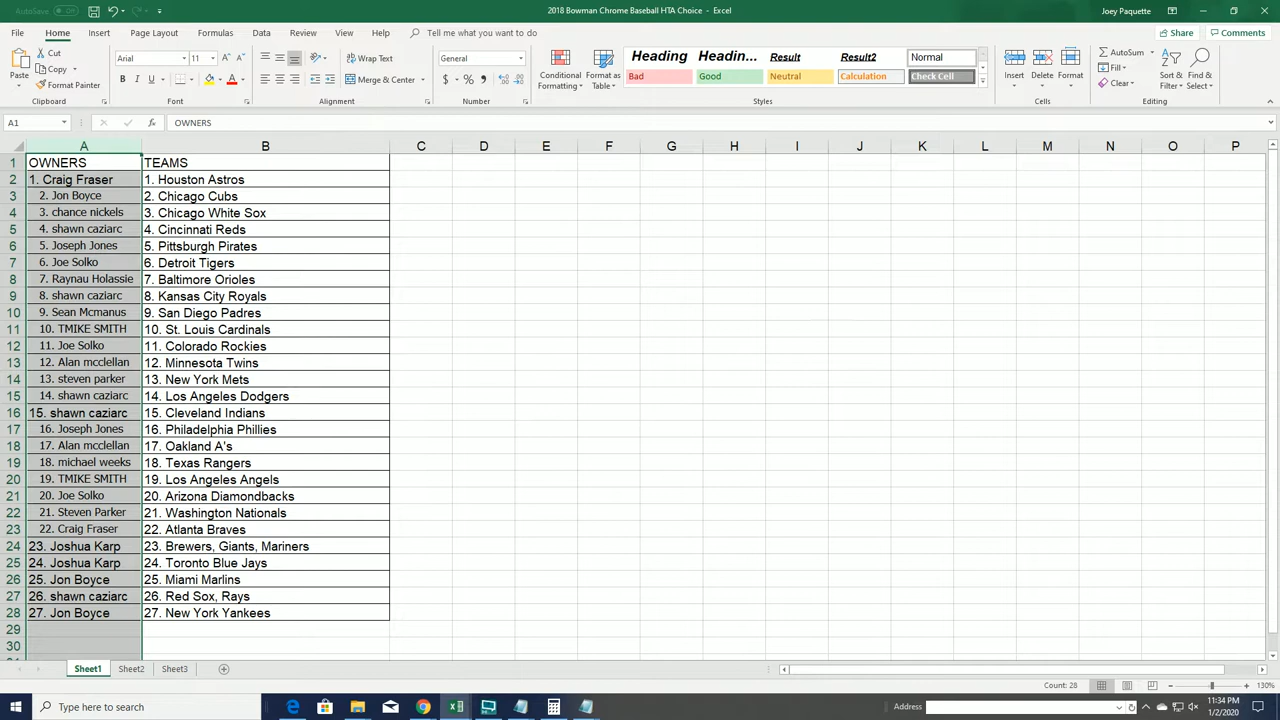 AutoSave Off 2018 Bowman Chrome Baseball HTA Choice - Excel Joey Paquette
File Home Insert Page Layout Formulas Data Review View Help Tell me what you want to do Share Comments
Paste Cut Copy Format Painter Clipboard
Arial 11 B I U Font
Wrap Text Merge & Center Alignment
General $ % Number
Conditional Formatting Format as Table
Heading Headin... Result Result2 Normal
Bad Good Neutral Calculation Check Cell
Styles
Insert Delete Format Cells
AutoSum Fill Clear Sort & Filter Find & Select Editing
A1 fx OWNERS
A B C D E F G H I J K L M N O P
1 OWNERS TEAMS
2 1. Craig Fraser 1. Houston Astros
3 2. Jon Boyce 2. Chicago Cubs
4 3. chance nickels 3. Chicago White Sox
5 4. shawn caziarc 4. Cincinnati Reds
6 5. Joseph Jones 5. Pittsburgh Pirates
7 6. Joe Solko 6. Detroit Tigers
8 7. Raynau Holassie 7. Baltimore Orioles
9 8. shawn caziarc 8. Kansas City Royals
10 9. Sean Mcmanus 9. San Diego Padres
11 10. TMIKE SMITH 10. St. Louis Cardinals
12 11. Joe Solko 11. Colorado Rockies
13 12. Alan mcclellan 12. Minnesota Twins
14 13. steven parker 13. New York Mets
15 14. shawn caziarc 14. Los Angeles Dodgers
16 15. shawn caziarc 15. Cleveland Indians
17 16. Joseph Jones 16. Philadelphia Phillies
18 17. Alan mcclellan 17. Oakland A's
19 18. michael weeks 18. Texas Rangers
20 19. TMIKE SMITH 19. Los Angeles Angels
21 20. Joe Solko 20. Arizona Diamondbacks
22 21. Steven Parker 21. Washington Nationals
23 22. Craig Fraser 22. Atlanta Braves
24 23. Joshua Karp 23. Brewers, Giants, Mariners
25 24. Joshua Karp 24. Toronto Blue Jays
26 25. Jon Boyce 25. Miami Marlins
27 26. shawn caziarc 26. Red Sox, Rays
28 27. Jon Boyce 27. New York Yankees
29
30
Sheet1 Sheet2 Sheet3
Count: 28 130%
Type here to search Address 11:34 PM
1/2/2020